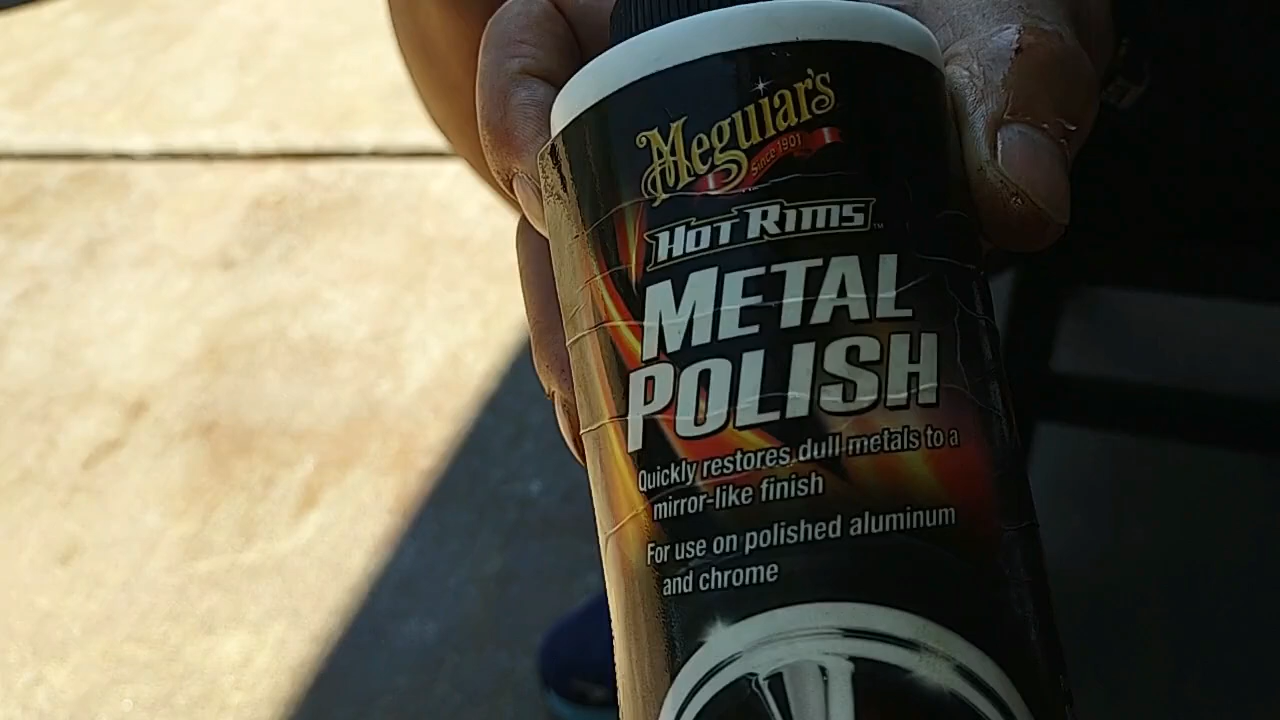 Meguiar's
Since 1901
HOT RIMS™
METAL
POLISH
Quickly restores dull metals to a
mirror-like finish
For use on polished aluminum
and chrome